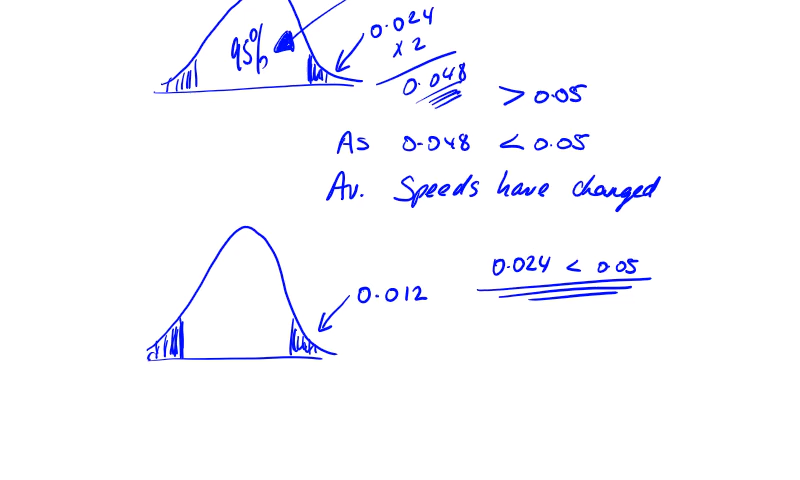 95%
0.024
x 2
0.048 > 0.05
As 0.048 < 0.05
Av. Speeds have changed
0.024 < 0.05
0.012